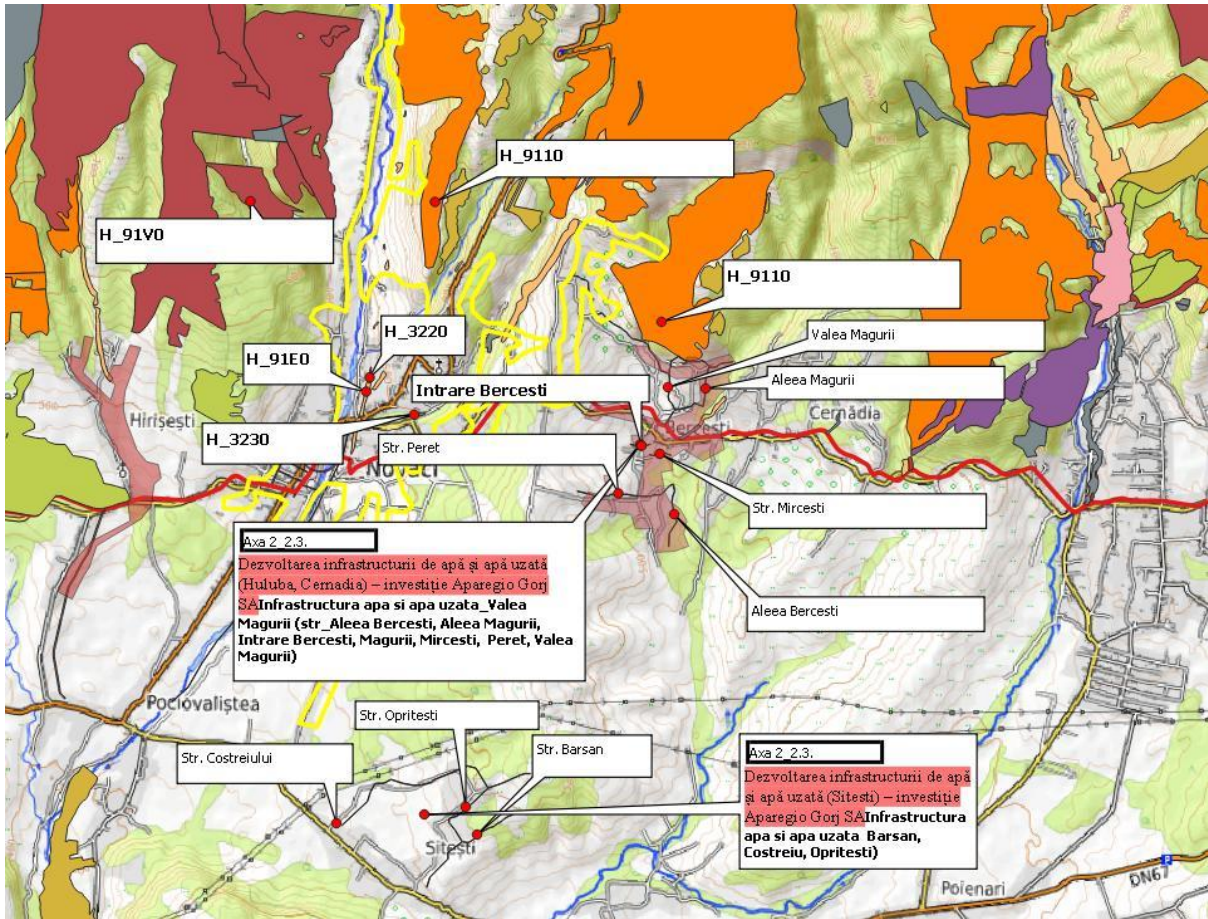 H_9110
H_91V0
H_9110
H_3220
Valea Magurii
H_91E0
Intrare Bercesti
Aleea Magurii
Cernădia
Hirișești
Bercești
H_3230
Str. Peret
Novaci
Str. Mircesti
Axa 2_2.3.
Dezvoltarea infrastructurii de apă și apă uzată
(Huluba, Cernadia) – investiție Aparegio Gorj
SAInfrastructura apa si apa uzata_Valea
Magurii (str_Aleea Bercesti, Aleea Magurii,
Intrare Bercesti, Magurii, Mircesti, Peret, Valea
Magurii)
Aleea Bercesti
Pociovaliștea
Str. Opritesti
Str. Costreiului
Str. Barsan
Axa 2_2.3.
Dezvoltarea infrastructurii de apă
și apă uzată (Sitesti) – investiție
Aparegio Gorj SAInfrastructura
apa si apa uzata Barsan,
Costreiu, Opritesti)
Sitești
Poienari
DN67